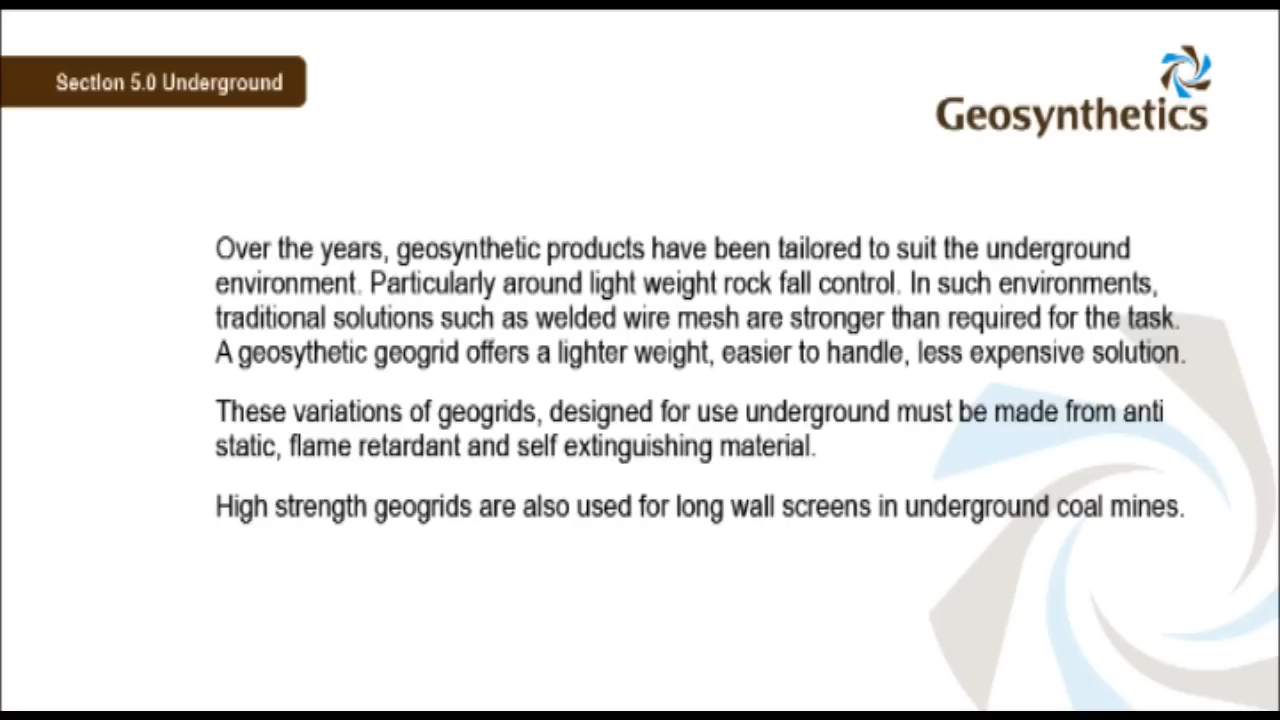 Section 5.0 Underground
Geosynthetics
Over the years, geosynthetic products have been tailored to suit the underground
environment. Particularly around light weight rock fall control. In such environments,
traditional solutions such as welded wire mesh are stronger than required for the task.
A geosythetic geogrid offers a lighter weight, easier to handle, less expensive solution.
These variations of geogrids, designed for use underground must be made from anti
static, flame retardant and self extinguishing material.
High strength geogrids are also used for long wall screens in underground coal mines.